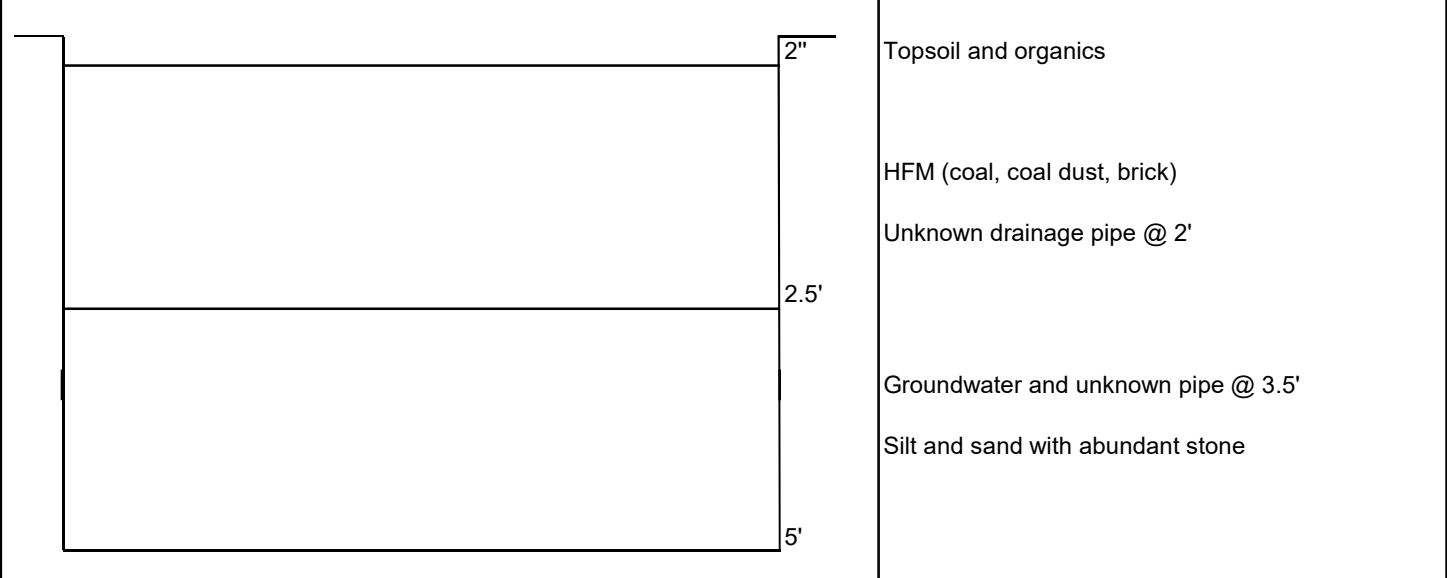 2" Topsoil and organics
HFM (coal, coal dust, brick)
Unknown drainage pipe @ 2'
2.5'
Groundwater and unknown pipe @ 3.5'
Silt and sand with abundant stone
5'